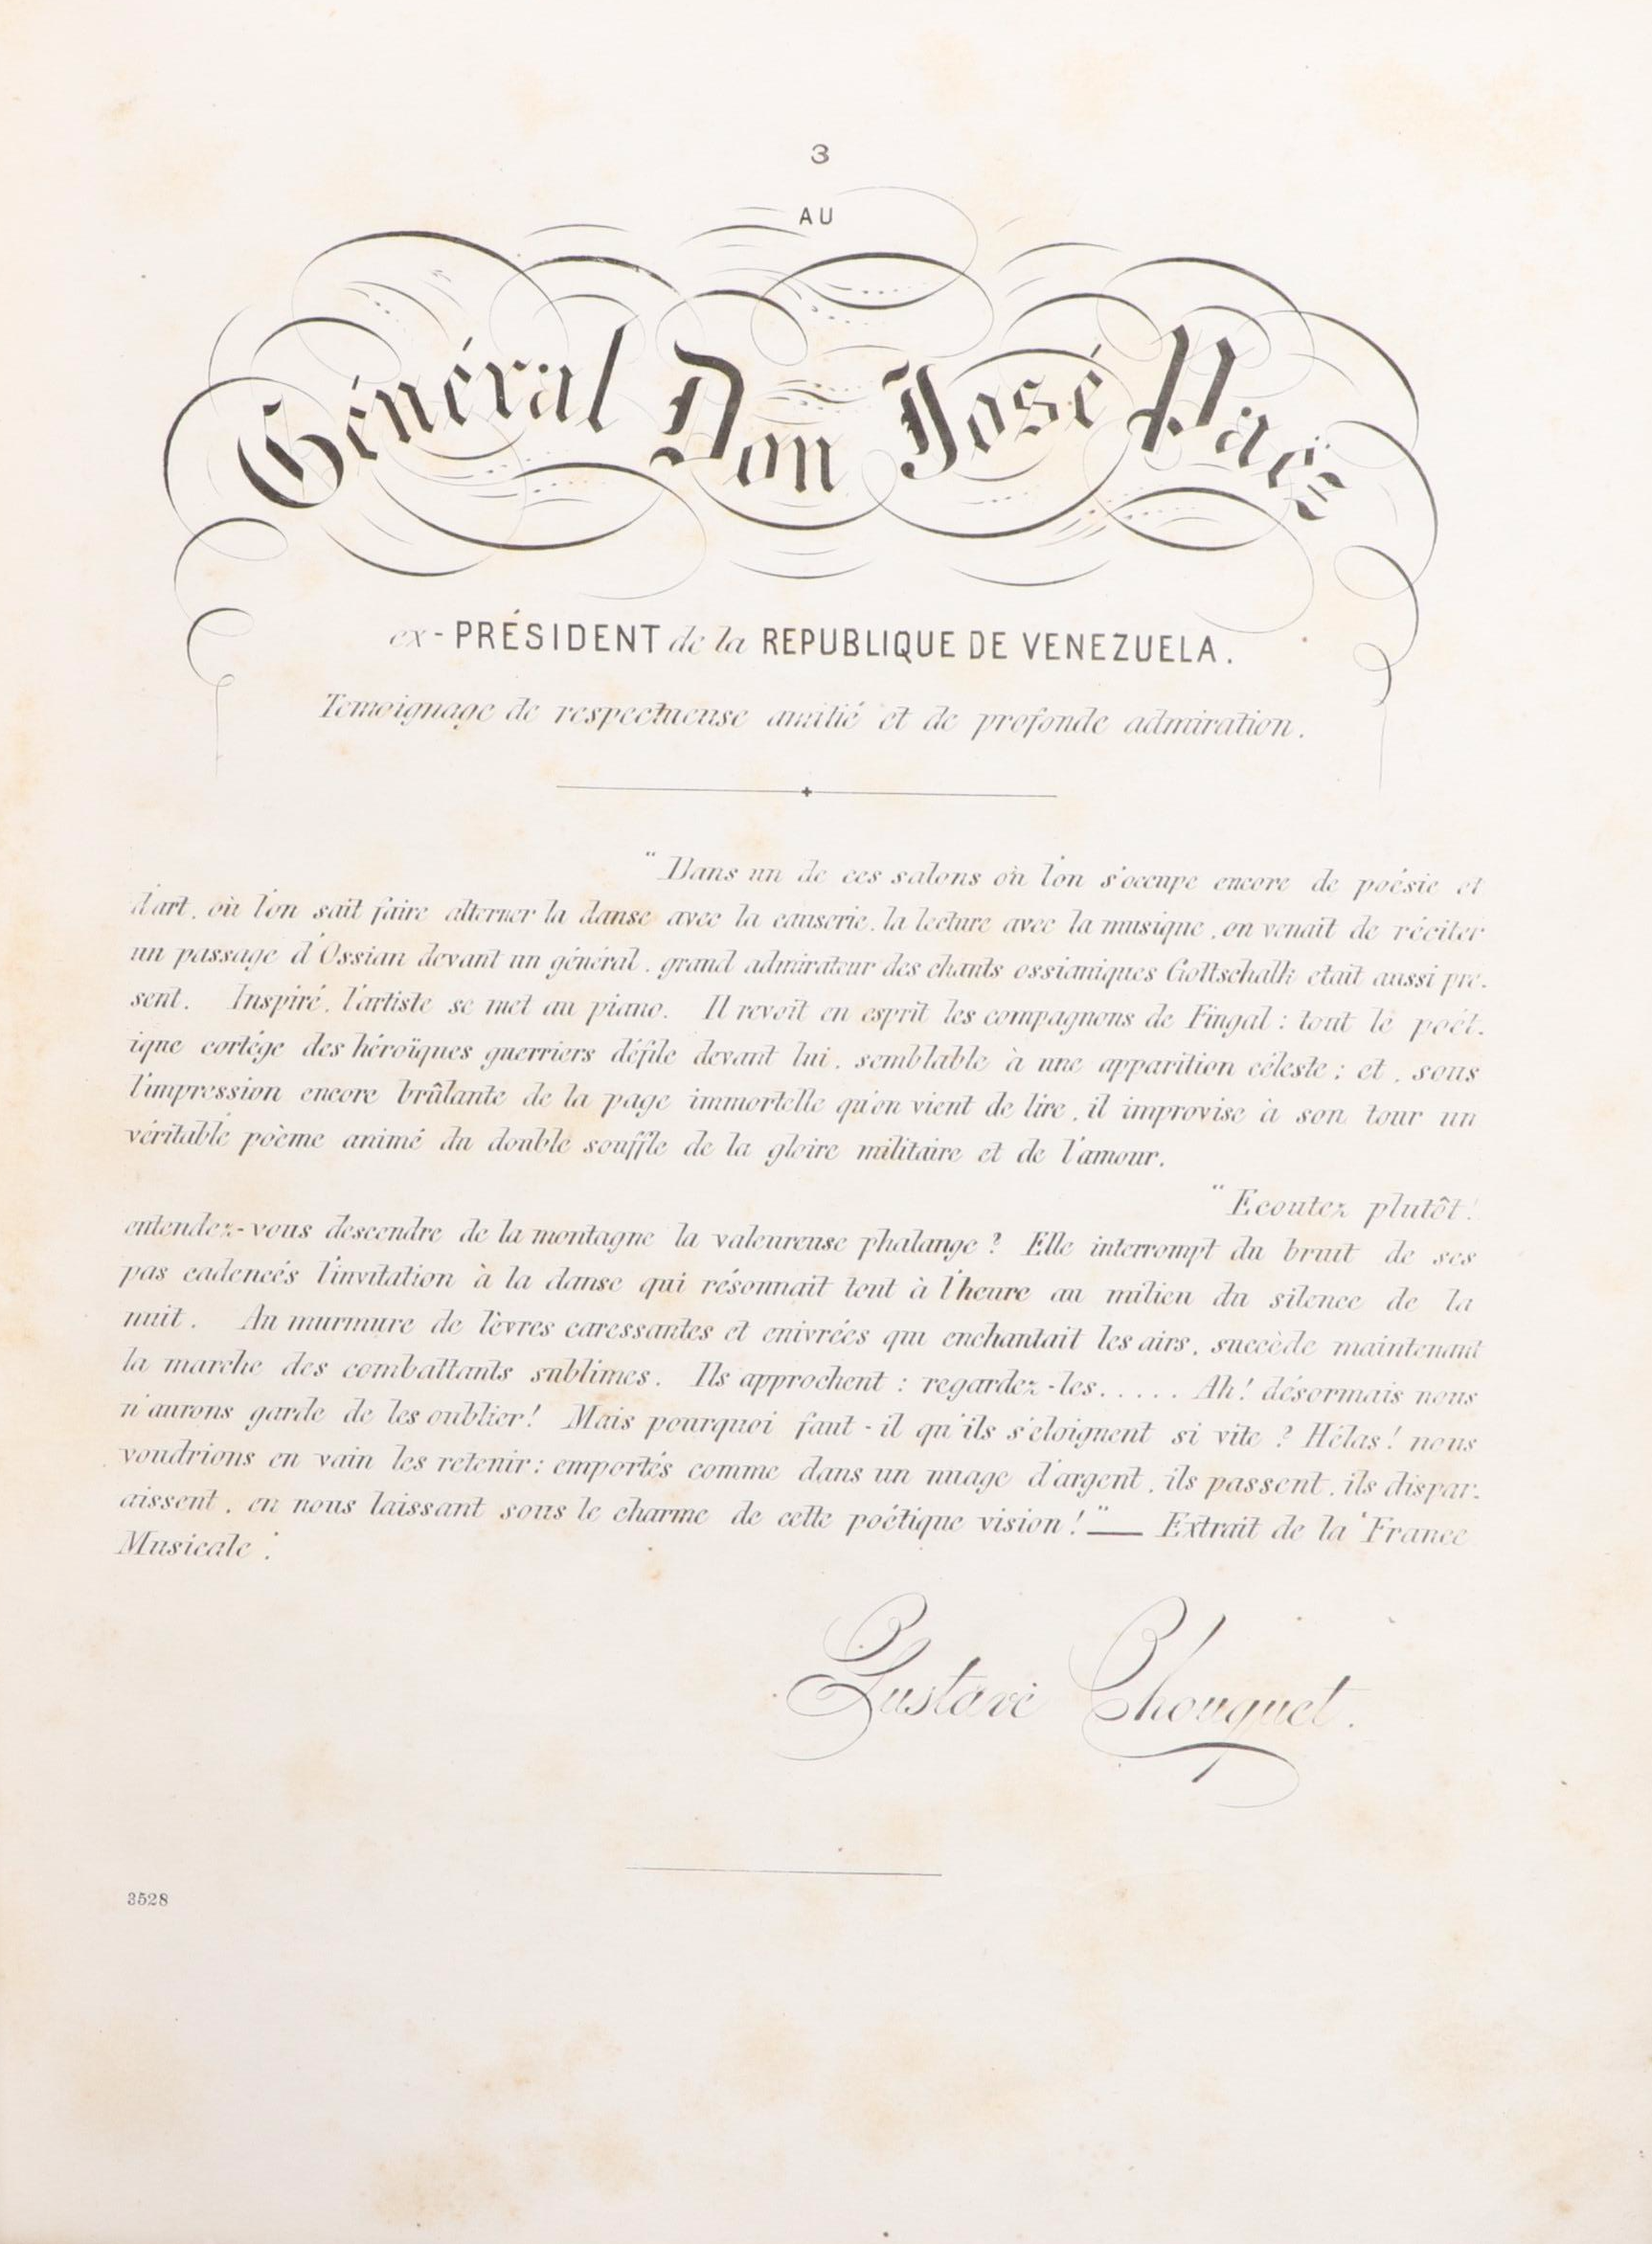 3
AU
Général Don José Paëz
ex-PRÉSIDENT de la REPUBLIQUE DE VENEZUELA.
Temoignage de respectueuse amitié et de profonde admiration.
"Dans un de ces salons où l'on s'occupe encore de poésie et
d'art, où l'on sait faire alterner la danse avec la causerie, la lecture avec la musique, on venait de réciter
un passage d'Ossian devant un général, grand admirateur des chants ossianiques Gottschalk etait aussi pré-
sent. Inspiré, l'artiste se met au piano. Il revoit en esprit les compagnons de Fingal: tout le poét-
ique cortége des héroïques guerriers défile devant lui, semblable à une apparition céleste; et, sous
l'impression encore brûlante de la page immortelle qu'on vient de lire, il improvise à son tour un
véritable poème animé du double souffle de la gloire militaire et de l'amour.
"Ecoutez plutôt!
entendez-vous descendre de la montagne la valeureuse phalange? Elle interrompt du bruit de ses
pas cadencés l'invitation à la danse qui résonnait tout à l'heure au milieu du silence de la
nuit. Au murmure de lèvres caressantes et enivrées qui enchantait les airs, succède maintenant
la marche des combattants sublimes. Ils approchent: regardez-les..... Ah! désormais nous
n'aurons garde de les oublier! Mais pourquoi faut-il qu'ils s'eloignent si vite? Hélas! nous
voudrions en vain les retenir: emportés comme dans un nuage d'argent, ils passent, ils dispar-
aissent, en nous laissant sous le charme de cette poétique vision!"— Extrait de la 'France
Musicale.'
Gustave Chouquet.
3528